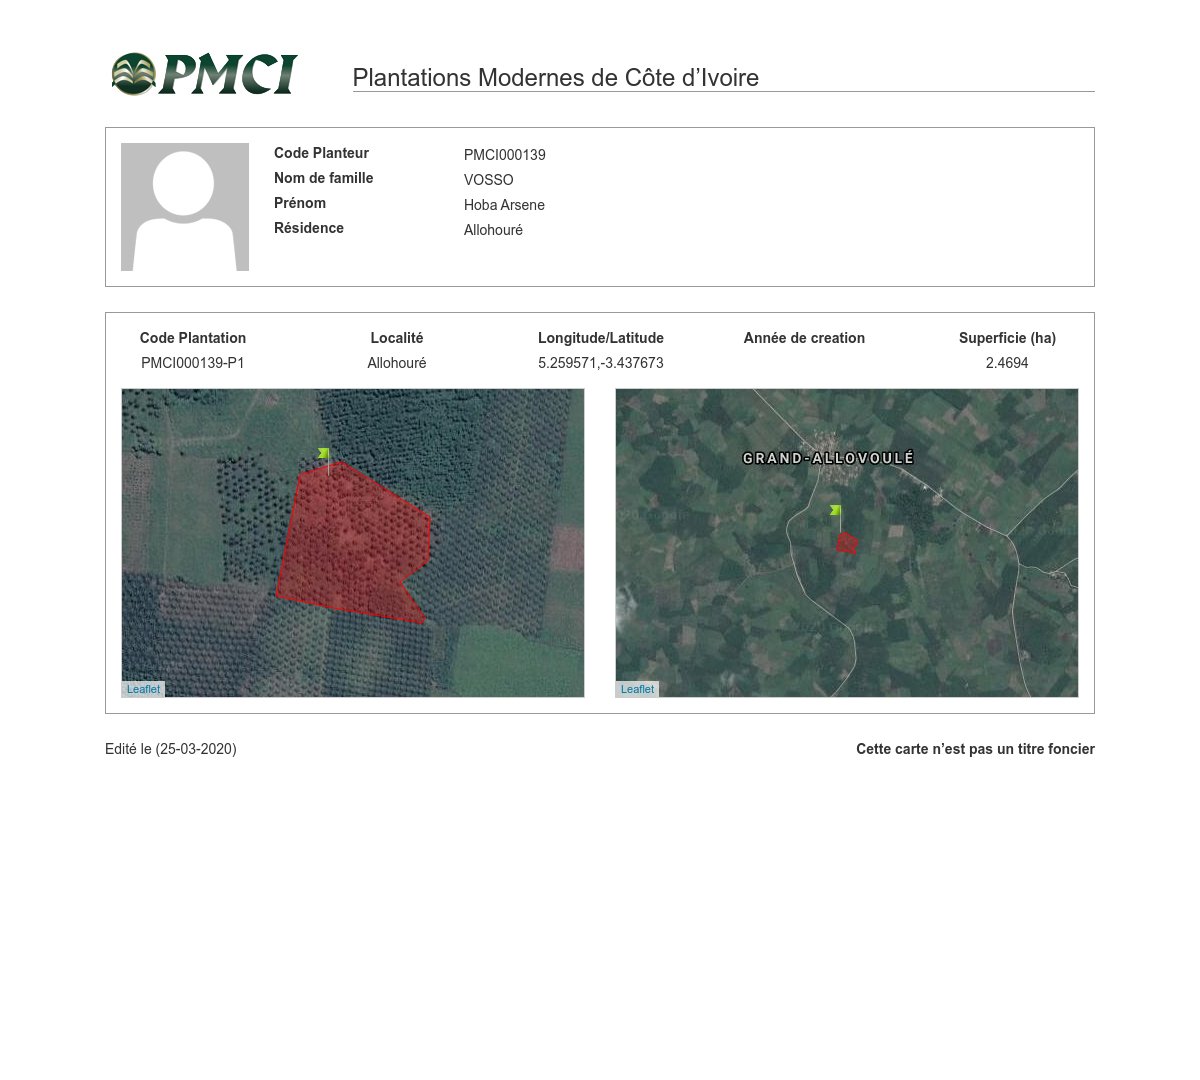 PMCI
Plantations Modernes de Côte d’Ivoire
Code Planteur PMCI000139
Nom de famille VOSSO
Prénom Hoba Arsene
Résidence Allohouré
Code Plantation Localité Longitude/Latitude Année de creation Superficie (ha)
PMCI000139-P1 Allohouré 5.259571,-3.437673 2.4694
GRAND-ALLOVOULÉ
Leaflet Leaflet
Edité le (25-03-2020) Cette carte n’est pas un titre foncier